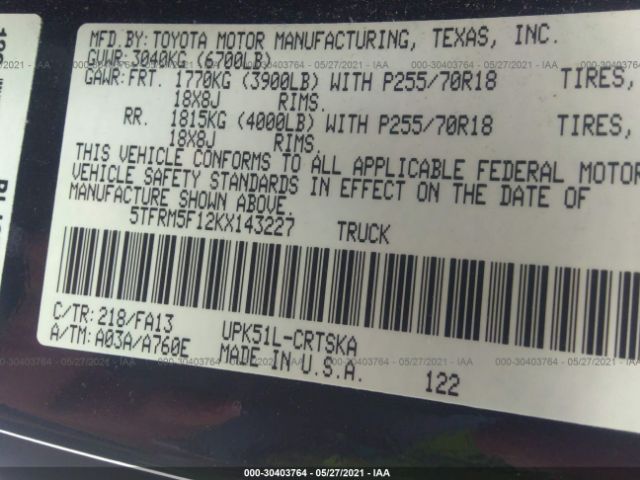 MFD.BY: TOYOTA MOTOR MANUFACTURING, TEXAS, INC.
GVWR: 3040KG (6700LB)
GAWR: FRT. 1770KG (3900LB) WITH P255/70R18 TIRES,
18X8J RIMS.
RR. 1815KG (4000LB) WITH P255/70R18 TIRES,
18X8J RIMS.
THIS VEHICLE CONFORMS TO ALL APPLICABLE FEDERAL MOTOR
VEHICLE SAFETY STANDARDS IN EFFECT ON THE DATE OF
MANUFACTURE SHOWN ABOVE.
5TFRM5F12KX143227 TRUCK
C/TR: 218/FA13
A/TM: A03A/A760E
UPK51L-CRTSKA
MADE IN U.S.A.
122
000-30403764 - 05/27/2021 - IAA